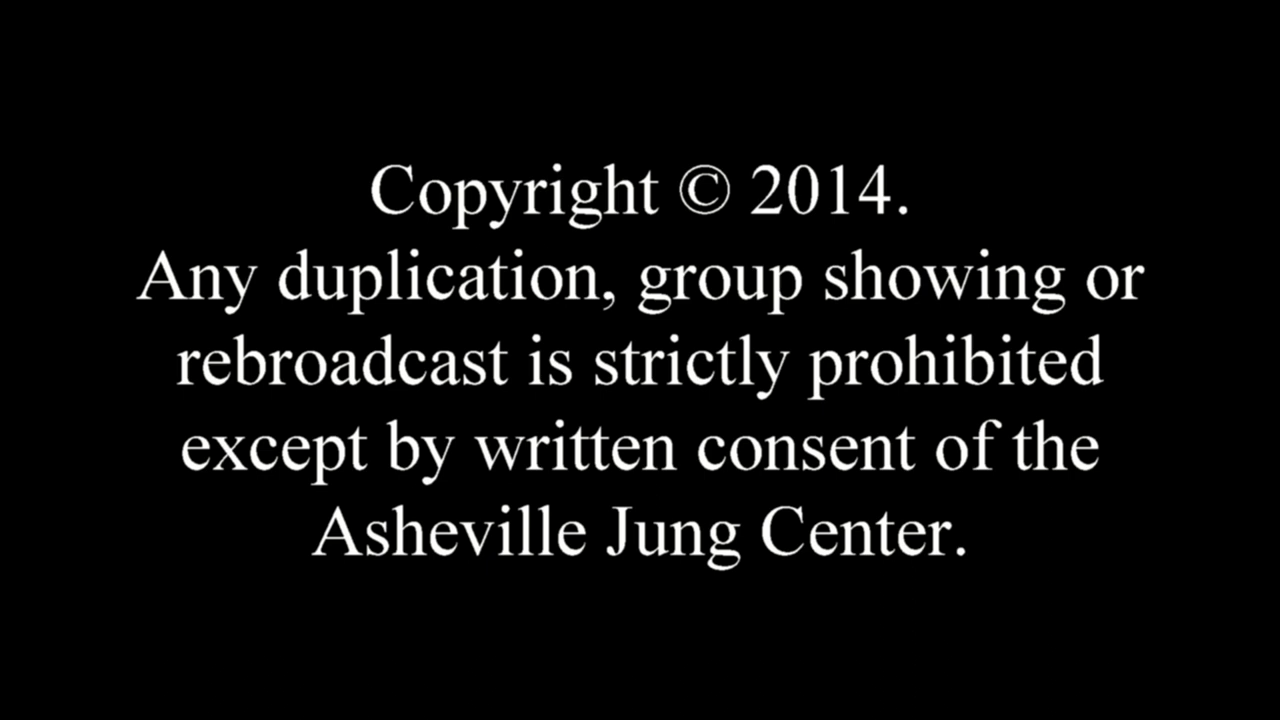 Copyright © 2014.
Any duplication, group showing or
rebroadcast is strictly prohibited
except by written consent of the
Asheville Jung Center.